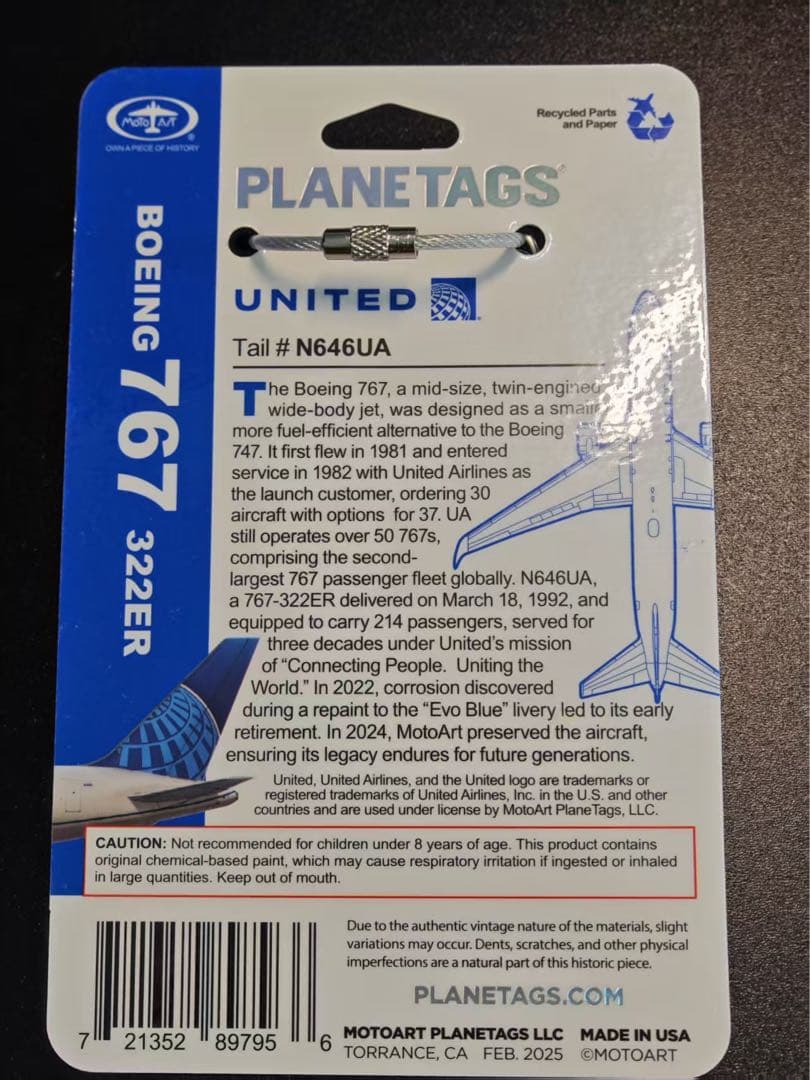 MotoArt®
OWN A PIECE OF HISTORY
Recycled Parts
and Paper
PLANETAGS®
BOEING 767 322ER
UNITED
Tail # N646UA
The Boeing 767, a mid-size, twin-engined
wide-body jet, was designed as a smaller
more fuel-efficient alternative to the Boeing
747. It first flew in 1981 and entered
service in 1982 with United Airlines as
the launch customer, ordering 30
aircraft with options for 37. UA
still operates over 50 767s,
comprising the second-
largest 767 passenger fleet globally. N646UA,
a 767-322ER delivered on March 18, 1992, and
equipped to carry 214 passengers, served for
three decades under United's mission
of “Connecting People. Uniting the
World.” In 2022, corrosion discovered
during a repaint to the “Evo Blue” livery led to its early
retirement. In 2024, MotoArt preserved the aircraft,
ensuring its legacy endures for future generations.
United, United Airlines, and the United logo are trademarks or
registered trademarks of United Airlines, Inc. in the U.S. and other
countries and are used under license by MotoArt PlaneTags, LLC.
CAUTION: Not recommended for children under 8 years of age. This product contains
original chemical-based paint, which may cause respiratory irritation if ingested or inhaled
in large quantities. Keep out of mouth.
Due to the authentic vintage nature of the materials, slight
variations may occur. Dents, scratches, and other physical
imperfections are a natural part of this historic piece.
PLANETAGS.COM
7 21352 89795 6
MOTOART PLANETAGS LLC MADE IN USA
TORRANCE, CA FEB. 2025 ©MOTOART